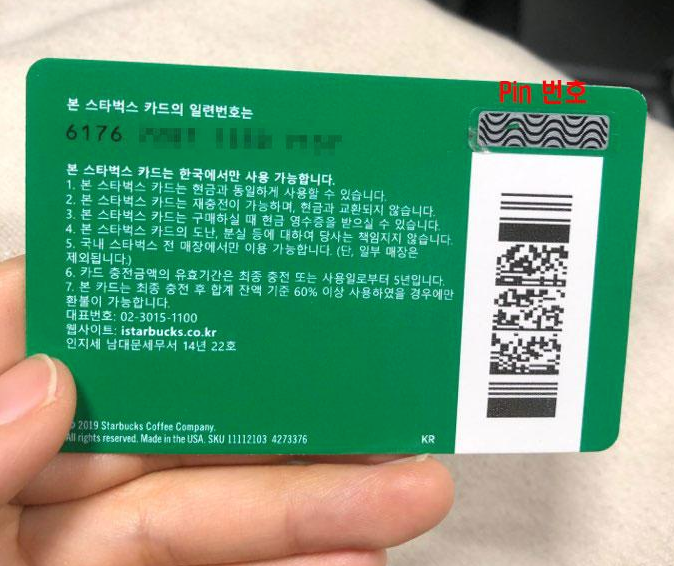 Pin 번호
본 스타벅스 카드의 일련번호는
6176
본 스타벅스 카드는 한국에서만 사용 가능합니다.
1. 본 스타벅스 카드는 현금과 동일하게 사용할 수 있습니다.
2. 본 스타벅스 카드는 재충전이 가능하며, 현금과 교환되지 않습니다.
3. 본 스타벅스 카드는 구매하실 때 현금 영수증을 받으실 수 있습니다.
4. 본 스타벅스 카드의 도난, 분실 등에 대하여 당사는 책임지지 않습니다.
5. 국내 스타벅스 전 매장에서만 이용 가능합니다. (단, 일부 매장은
제외됩니다.)
6. 카드 충전금액의 유효기간은 최종 충전 또는 사용일로부터 5년입니다.
7. 본 카드는 최종 충전 후 합계 잔액 기준 60% 이상 사용하였을 경우에만
환불이 가능합니다.
대표번호: 02-3015-1100
웹사이트: istarbucks.co.kr
인지세 남대문세무서 14년 22호
© 2019 Starbucks Coffee Company.
All rights reserved. Made in the USA. SKU 11112103 4273376
KR